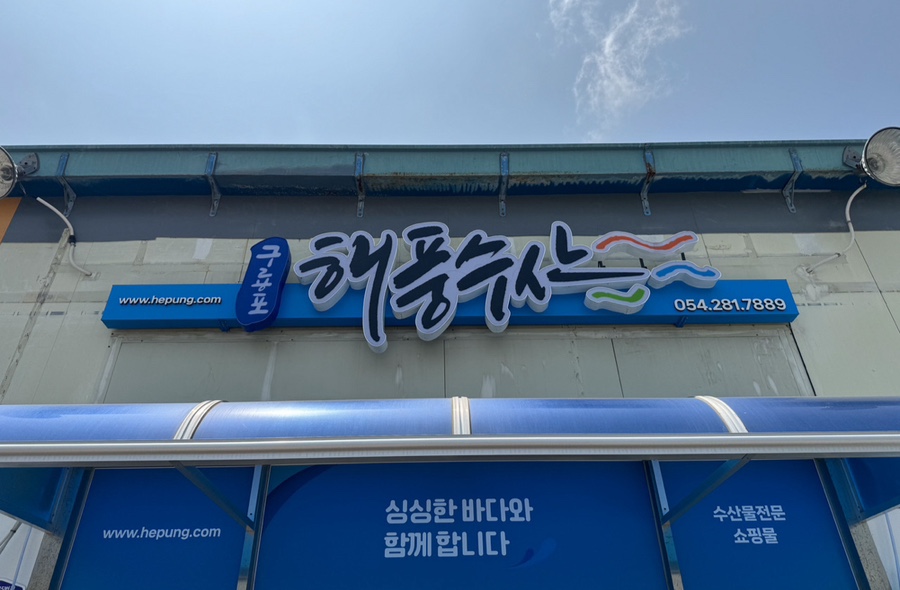 www.hepung.com
구룡포
해풍수산
054.281.7889
www.hepung.com
싱싱한 바다와
함께 합니다
수산물전문
쇼핑몰